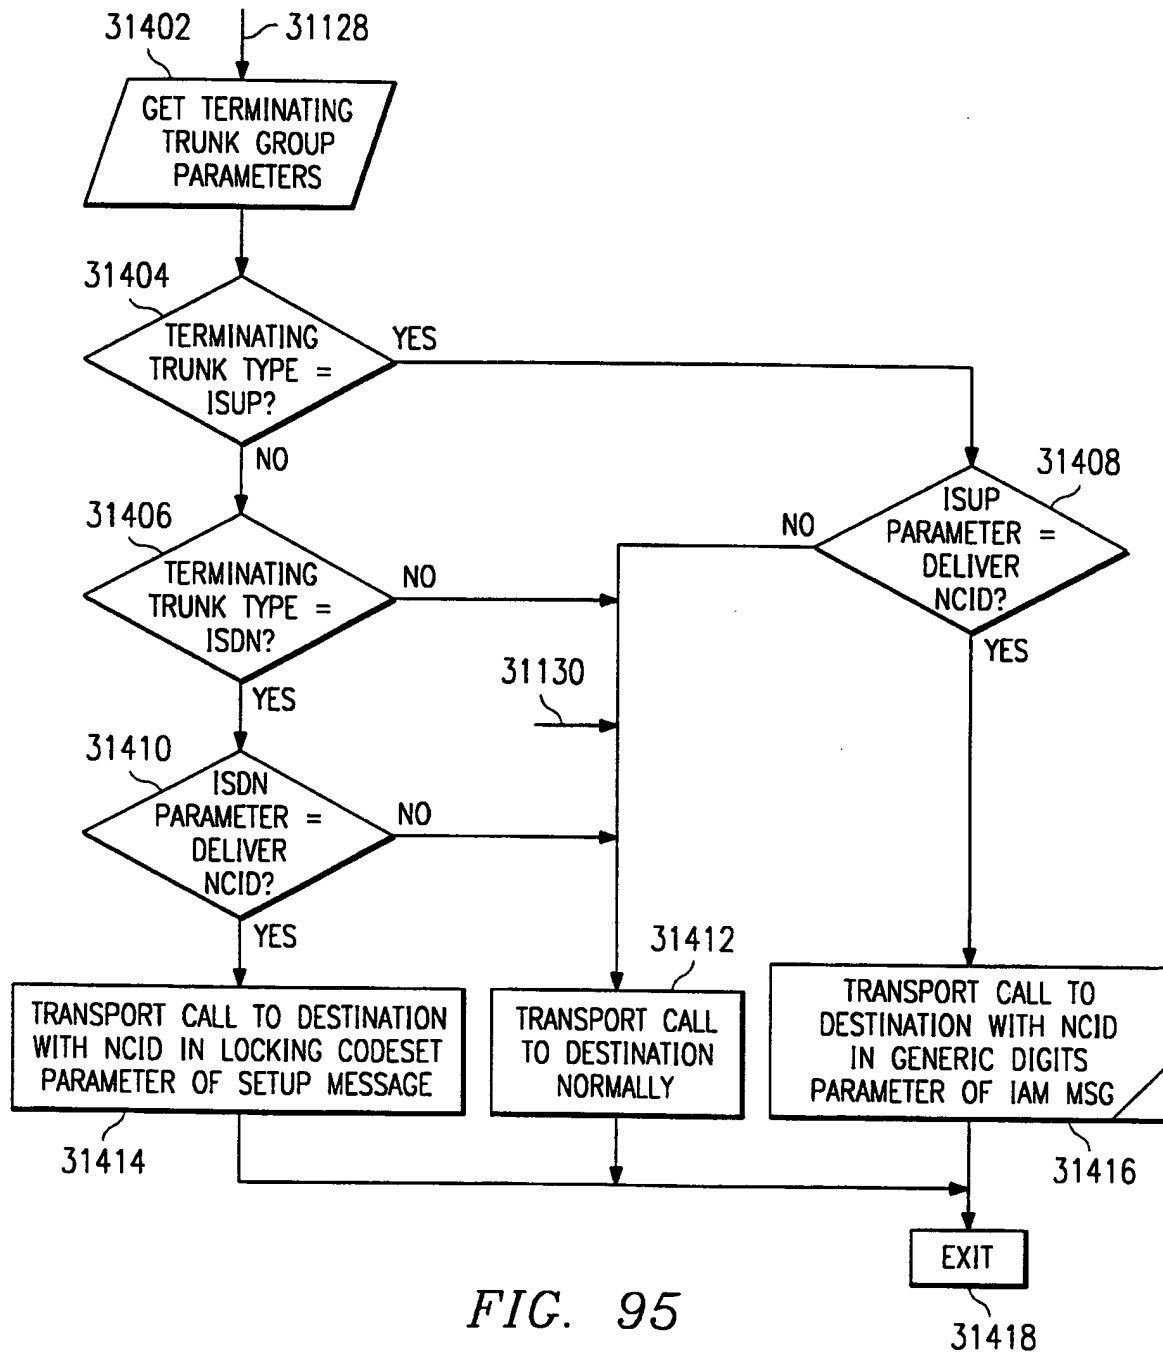 31402
31128
GET TERMINATING
TRUNK GROUP
PARAMETERS
31404
TERMINATING
TRUNK TYPE =
ISUP?
YES
NO
31406
TERMINATING
TRUNK TYPE =
ISDN?
NO
YES
31408
ISUP
PARAMETER =
DELIVER
NCID?
NO
YES
31130
31410
ISDN
PARAMETER =
DELIVER
NCID?
NO
YES
TRANSPORT CALL TO DESTINATION
WITH NCID IN LOCKING CODESET
PARAMETER OF SETUP MESSAGE
31414
31412
TRANSPORT CALL
TO DESTINATION
NORMALLY
TRANSPORT CALL TO
DESTINATION WITH NCID
IN GENERIC DIGITS
PARAMETER OF IAM MSG
31416
EXIT
31418
FIG. 95